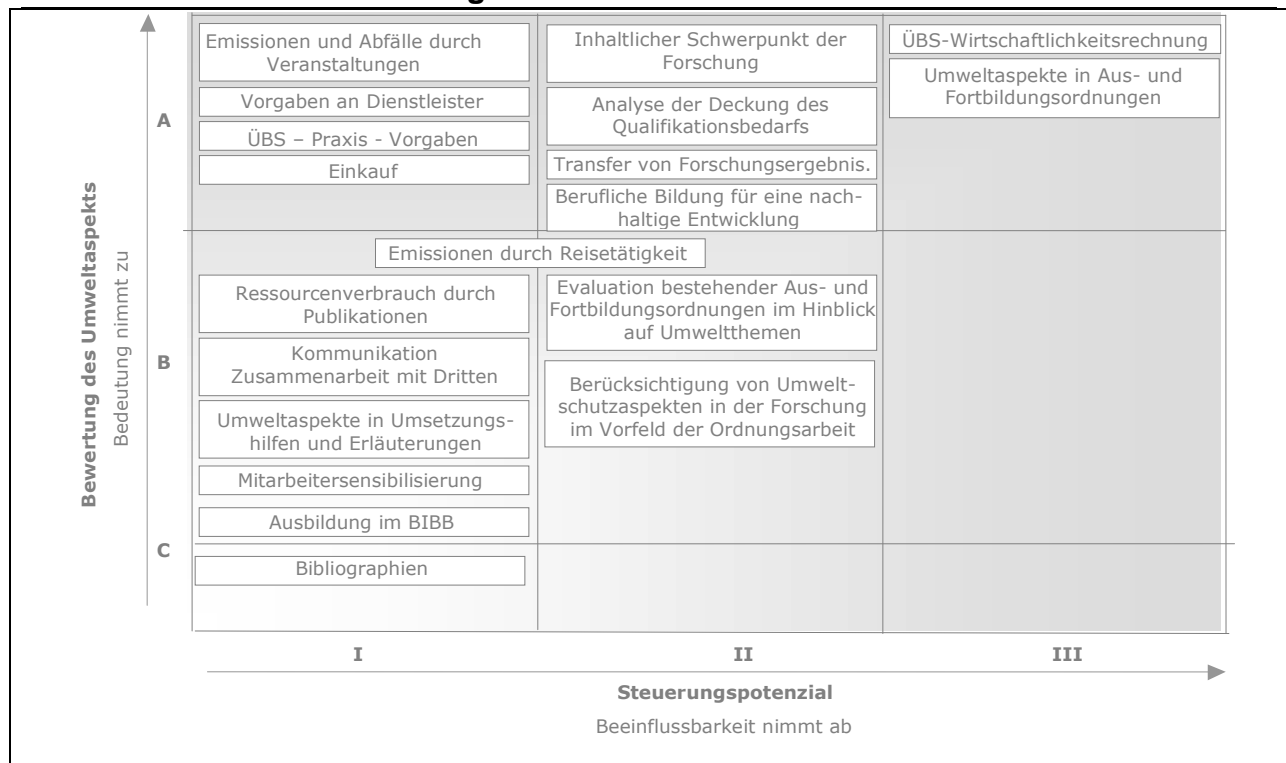 Emissionen und Abfälle durch
Veranstaltungen
Vorgaben an Dienstleister
ÜBS – Praxis - Vorgaben
Einkauf
Inhaltlicher Schwerpunkt der
Forschung
Analyse der Deckung des
Qualifikationsbedarfs
Transfer von Forschungsergebnis.
Berufliche Bildung für eine nach-
haltige Entwicklung
ÜBS-Wirtschaftlichkeitsrechnung
Umweltaspekte in Aus- und
Fortbildungsordnungen
A
Emissionen durch Reisetätigkeit
Ressourcenverbrauch durch
Publikationen
Kommunikation
Zusammenarbeit mit Dritten
Umweltaspekte in Umsetzungs-
hilfen und Erläuterungen
Mitarbeitersensibilisierung
Ausbildung im BIBB
Evaluation bestehender Aus- und
Fortbildungsordnungen im Hinblick
auf Umweltthemen
Berücksichtigung von Umwelt-
schutzaspekten in der Forschung
im Vorfeld der Ordnungsarbeit
B
C
Bibliographien
Bewertung des Umweltaspekts
Bedeutung nimmt zu
I
II
III
Steuerungspotenzial
Beeinflussbarkeit nimmt ab